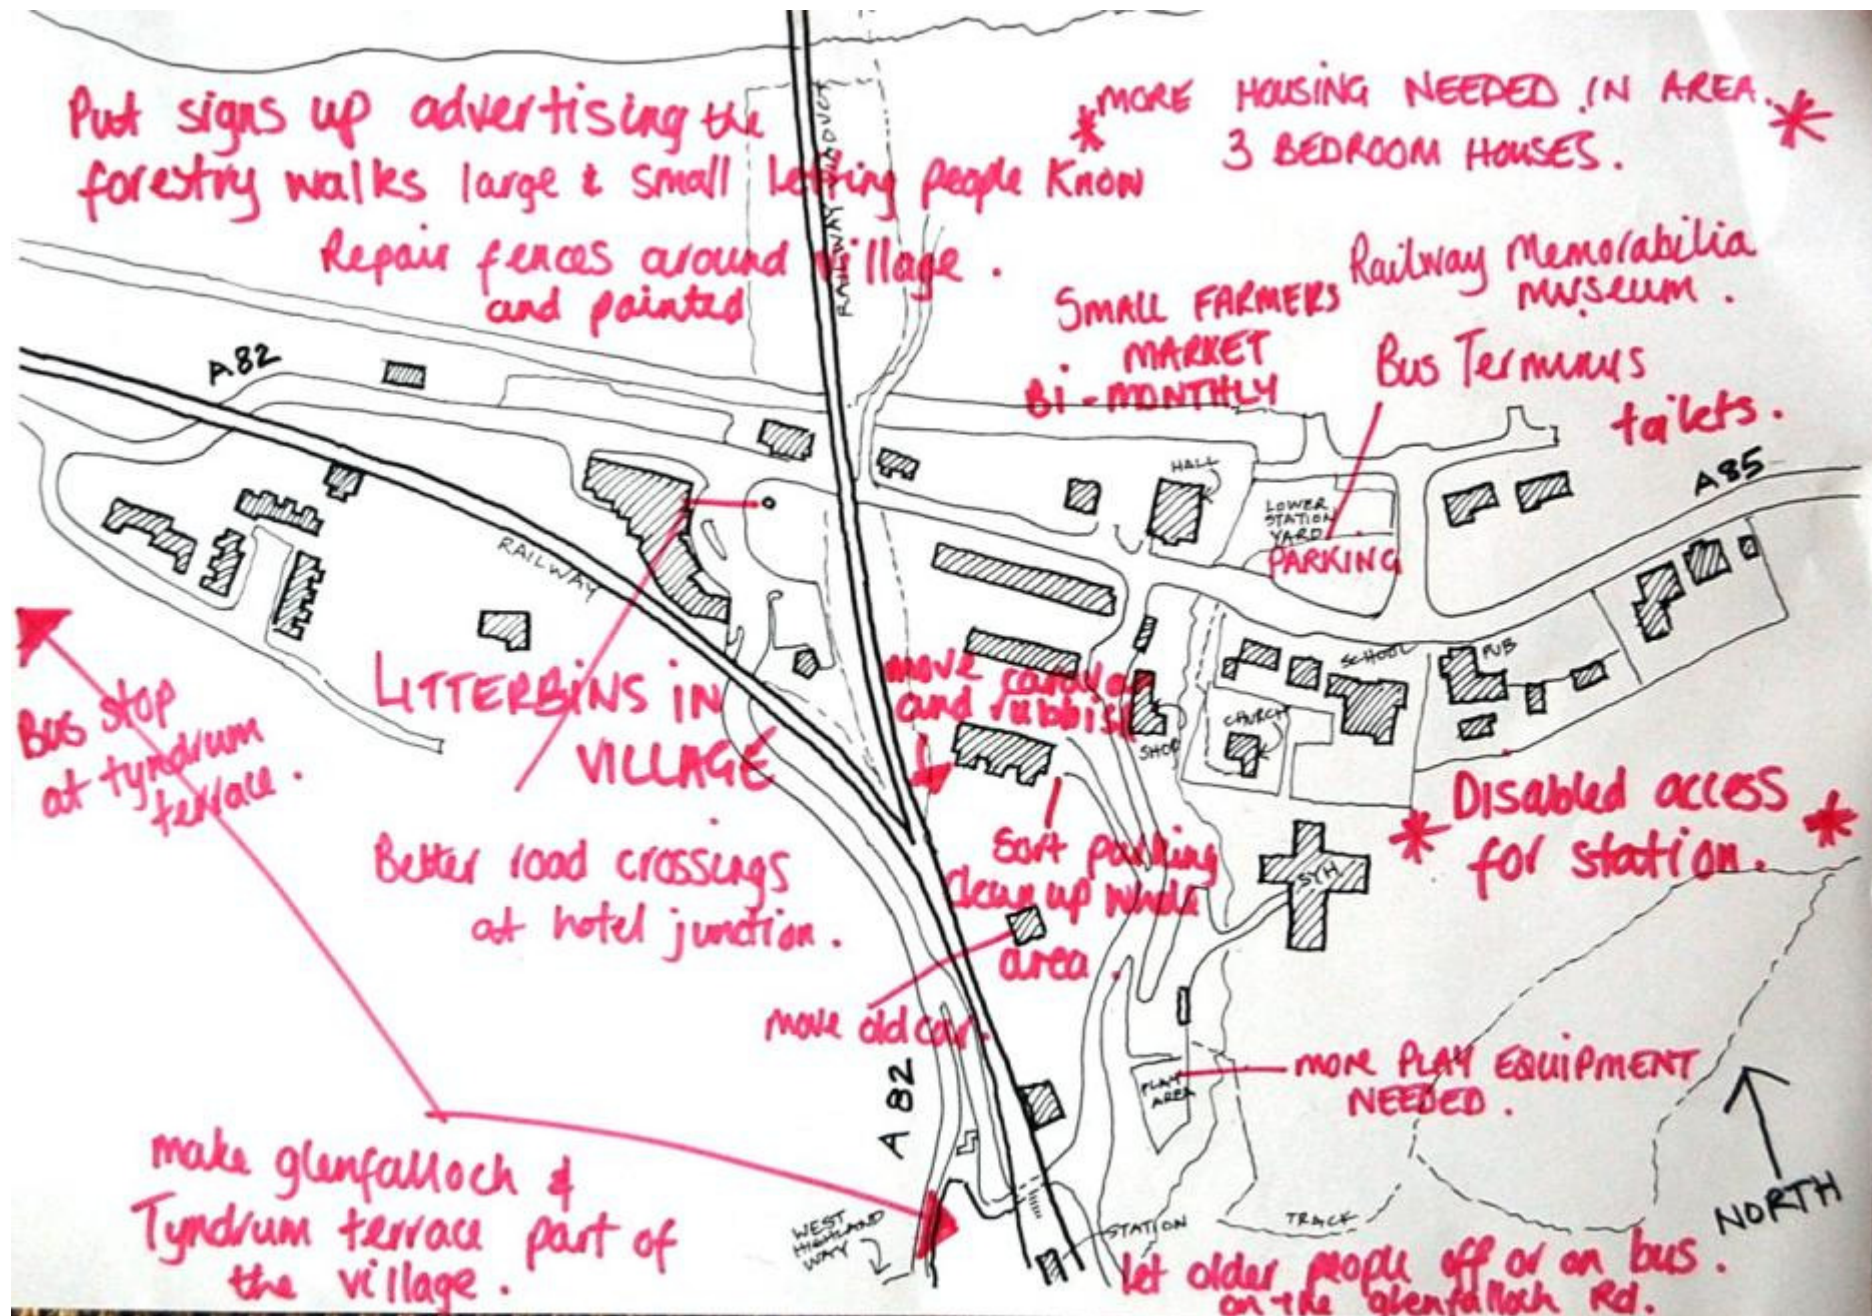 Put signs up advertising the
forestry walks large & small letting people know
Repair fences around village.
and painted
*MORE HOUSING NEEDED IN AREA. *
3 BEDROOM HOUSES.
RAILWAY VIADUCT
Railway Memorabilia
museum.
SMALL FARMERS
MARKET
Bi-MONTHLY
Bus Terminus
toilets.
A82
A85
HALL
LOWER
STATION
YARD
PARKING
RAILWAY
SCHOOL
PUB
CHURCH
SHOP
SYH
Bus stop
at tyndrum
terrace.
LITTERBINS IN
VILLAGE
move
and rubbish
Better road crossings
at hotel junction.
Sort parking
clean up whole
area.
* Disabled access *
for station.
move old car.
A 82
PLAY
AREA
more PLAY EQUIPMENT
NEEDED.
make glenfalloch &
Tyndrum terrace part of
the village.
WEST
HIGHLAND
WAY
STATION
TRACK
NORTH
let older people off or on bus.
on the glenfalloch Rd.